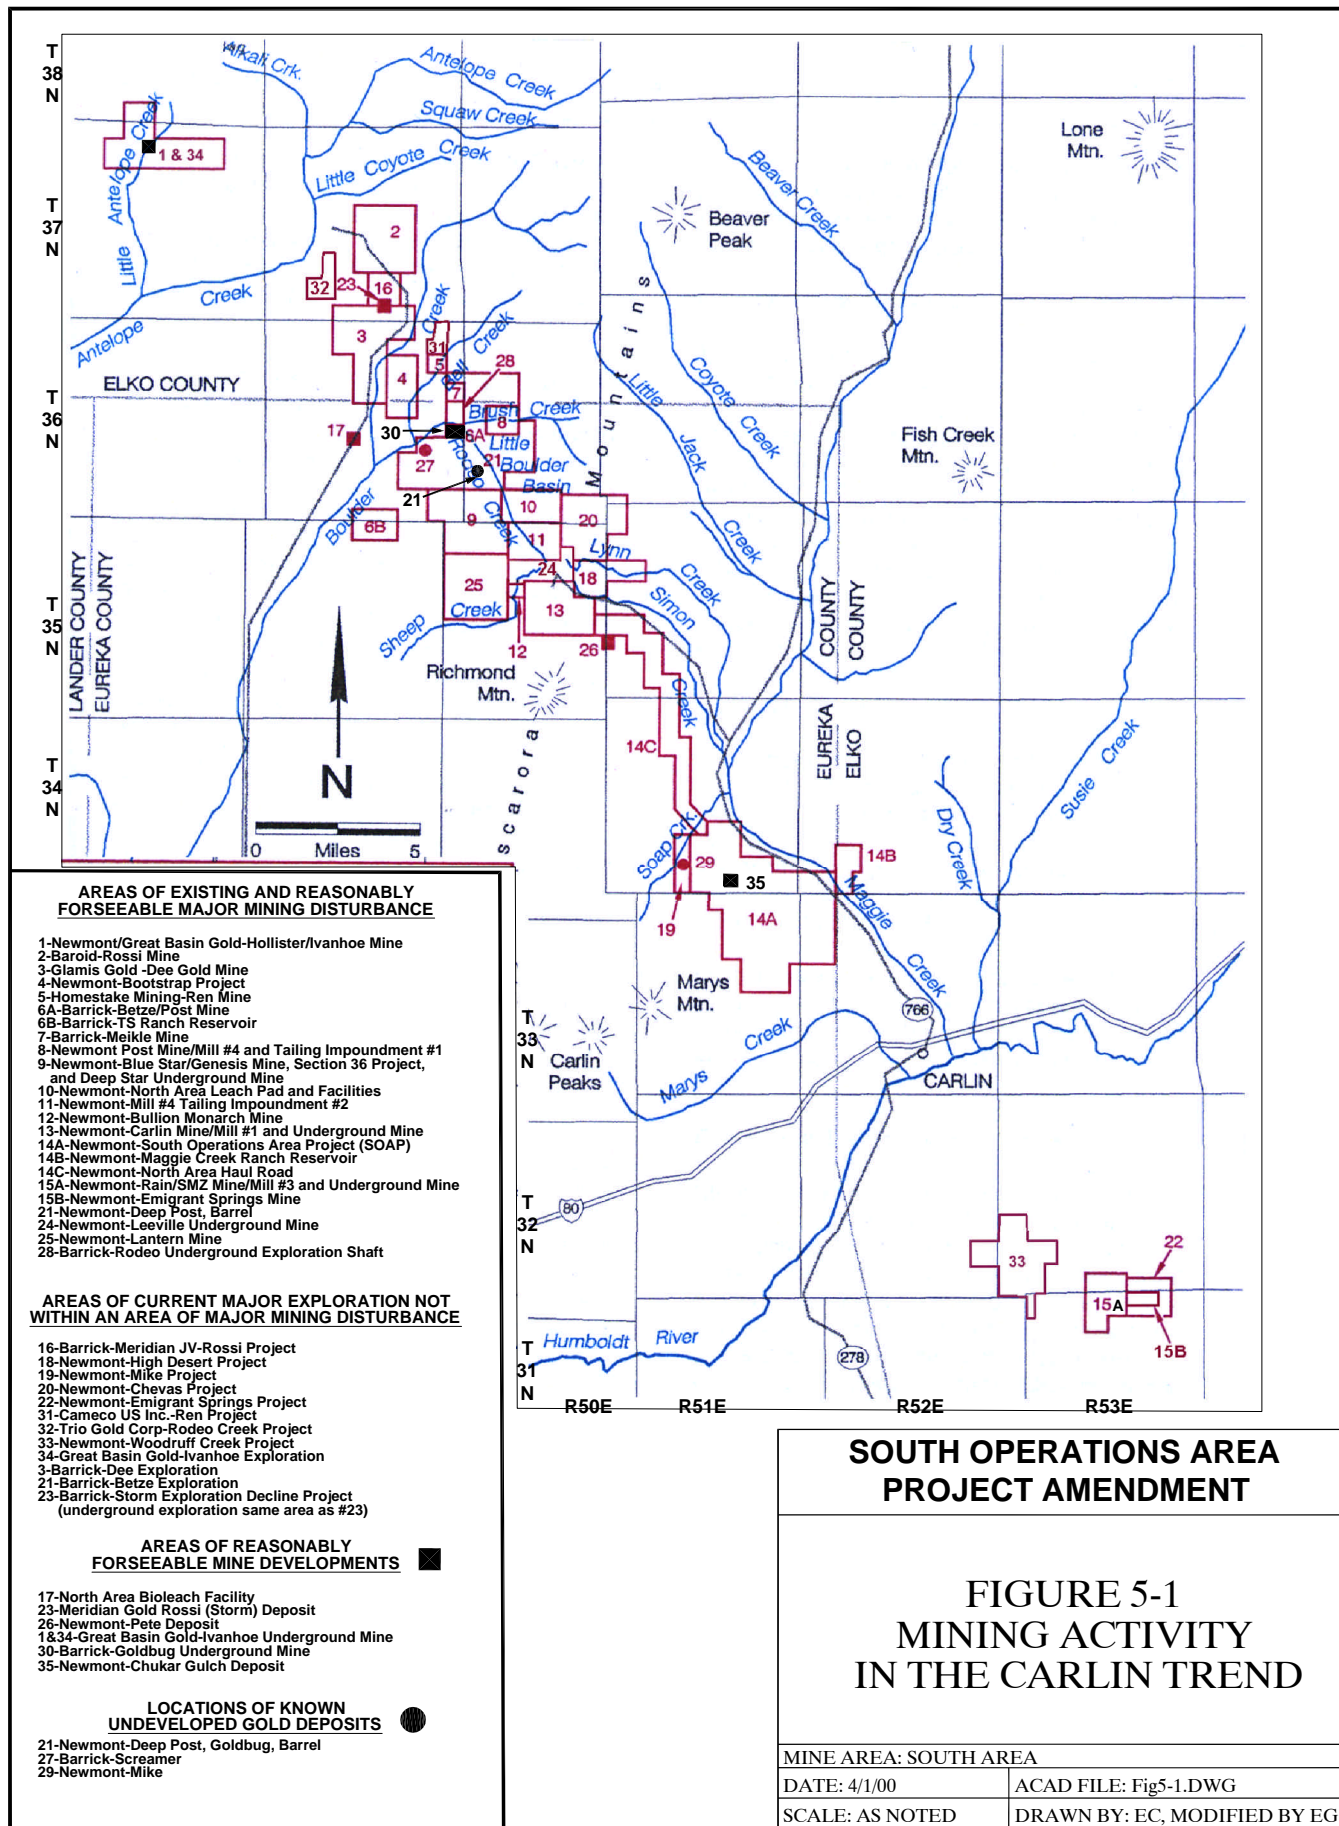 T
38
N
Alkali Crk.
Antelope Creek
Squaw Creek
Little Coyote Creek
Little Antelope Creek
1 & 34
Lone
Mtn.
Beaver Creek
T
37
N
Beaver
Peak
2
32
23
16
3
Antelope Creek
Creek
31
5
Bell Creek
28
ELKO COUNTY
4
7
Brush Creek
8
T
36
N
17
30
6A
27
21
Little
Boulder
Basin
Rodeo Creek
21
Mountains
Little Jack Creek
Coyote Creek
Fish Creek
Mtn.
Boulder
6B
9
10
20
11
Lynn Creek
24
18
Simon Creek
25
13
Sheep Creek
12
26
T
35
N
LANDER COUNTY
EUREKA COUNTY
Richmond
Mtn.
EUREKA COUNTY
ELKO COUNTY
14C
Susie Creek
Dry Creek
T
34
N
N
0 Miles 5
scarora
Soap Crk.
29
35
19
14A
14B
Maggie Creek
Marys
Mtn.
T
33
N
Carlin
Peaks
Marys Creek
766
CARLIN
T
32
N
80
33
22
15A
15B
Humboldt River
278
T
31
N
R50E R51E R52E R53E
AREAS OF EXISTING AND REASONABLY
FORSEEABLE MAJOR MINING DISTURBANCE
1-Newmont/Great Basin Gold-Hollister/Ivanhoe Mine
2-Baroid-Rossi Mine
3-Glamis Gold -Dee Gold Mine
4-Newmont-Bootstrap Project
5-Homestake Mining-Ren Mine
6A-Barrick-Betze/Post Mine
6B-Barrick-TS Ranch Reservoir
7-Barrick-Meikle Mine
8-Newmont Post Mine/Mill #4 and Tailing Impoundment #1
9-Newmont-Blue Star/Genesis Mine, Section 36 Project,
and Deep Star Underground Mine
10-Newmont-North Area Leach Pad and Facilities
11-Newmont-Mill #4 Tailing Impoundment #2
12-Newmont-Bullion Monarch Mine
13-Newmont-Carlin Mine/Mill #1 and Underground Mine
14A-Newmont-South Operations Area Project (SOAP)
14B-Newmont-Maggie Creek Ranch Reservoir
14C-Newmont-North Area Haul Road
15A-Newmont-Rain/SMZ Mine/Mill #3 and Underground Mine
15B-Newmont-Emigrant Springs Mine
21-Newmont-Deep Post, Barrel
24-Newmont-Leeville Underground Mine
25-Newmont-Lantern Mine
28-Barrick-Rodeo Underground Exploration Shaft
AREAS OF CURRENT MAJOR EXPLORATION NOT
WITHIN AN AREA OF MAJOR MINING DISTURBANCE
16-Barrick-Meridian JV-Rossi Project
18-Newmont-High Desert Project
19-Newmont-Mike Project
20-Newmont-Chevas Project
22-Newmont-Emigrant Springs Project
31-Cameco US Inc.-Ren Project
32-Trio Gold Corp-Rodeo Creek Project
33-Newmont-Woodruff Creek Project
34-Great Basin Gold-Ivanhoe Exploration
3-Barrick-Dee Exploration
21-Barrick-Betze Exploration
23-Barrick-Storm Exploration Decline Project
(underground exploration same area as #23)
AREAS OF REASONABLY
FORSEEABLE MINE DEVELOPMENTS
17-North Area Bioleach Facility
23-Meridian Gold Rossi (Storm) Deposit
26-Newmont-Pete Deposit
1&34-Great Basin Gold-Ivanhoe Underground Mine
30-Barrick-Goldbug Underground Mine
35-Newmont-Chukar Gulch Deposit
LOCATIONS OF KNOWN
UNDEVELOPED GOLD DEPOSITS
21-Newmont-Deep Post, Goldbug, Barrel
27-Barrick-Screamer
29-Newmont-Mike
SOUTH OPERATIONS AREA
PROJECT AMENDMENT
FIGURE 5-1
MINING ACTIVITY
IN THE CARLIN TREND
MINE AREA: SOUTH AREA
DATE: 4/1/00 ACAD FILE: Fig5-1.DWG
SCALE: AS NOTED DRAWN BY: EC, MODIFIED BY EG